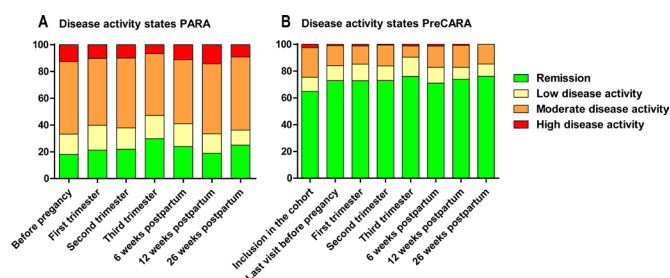 A Disease activity states PARA
100
80
60
40
20
0
Before pregancy
First trimester
Second trimester
Third trimester
6 weeks postpartum
12 weeks postpartum
26 weeks postpartum
B Disease activity states PreCARA
100
80
60
40
20
0
Inclusion in the cohort
Last visit before pregancy
First trimester
Second trimester
Third trimester
6 weeks postpartum
12 weeks postpartum
26 weeks postpartum
Remission
Low disease activity
Moderate disease activity
High disease activity